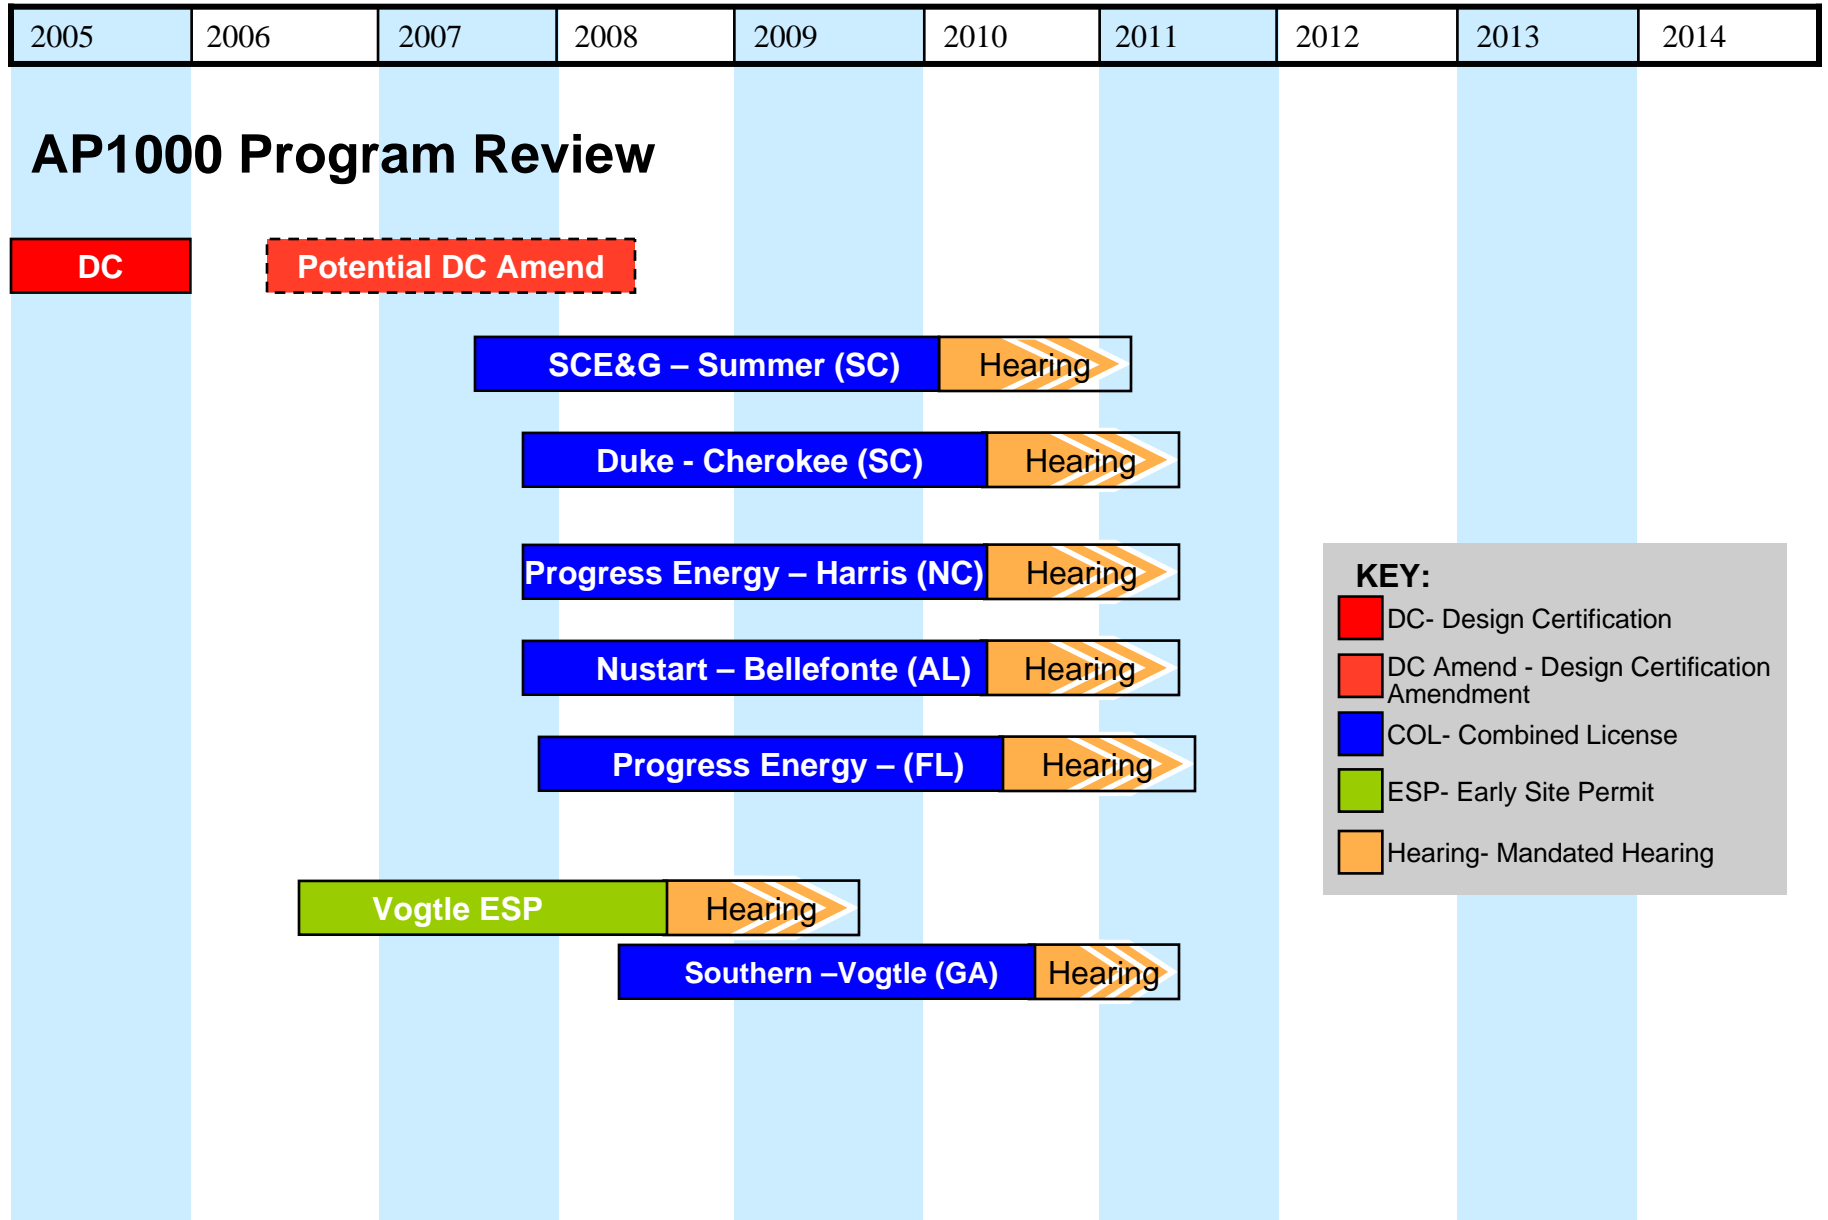 2005 2006 2007 2008 2009 2010 2011 2012 2013 2014
AP1000 Program Review
DC Potential DC Amend
SCE&G – Summer (SC) Hearing
Duke - Cherokee (SC) Hearing
Progress Energy – Harris (NC) Hearing
Nustart – Bellefonte (AL) Hearing
Progress Energy – (FL) Hearing
Vogtle ESP Hearing
Southern –Vogtle (GA) Hearing
KEY:
DC- Design Certification
DC Amend - Design Certification
Amendment
COL- Combined License
ESP- Early Site Permit
Hearing- Mandated Hearing